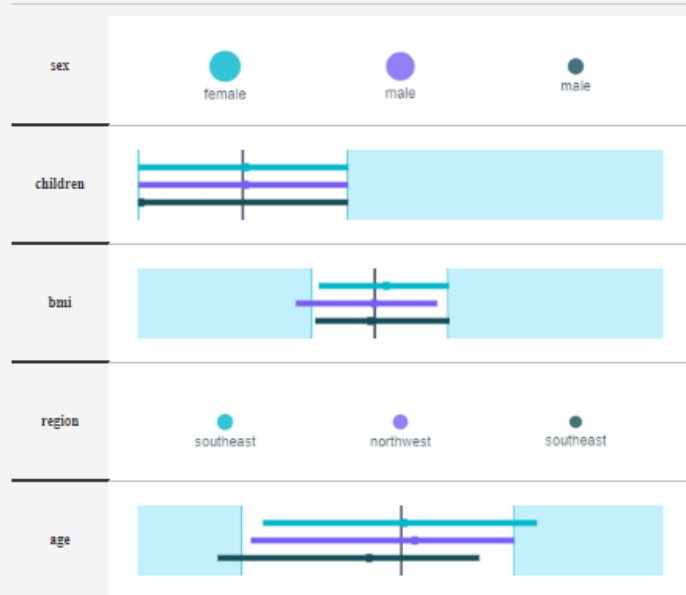 sex
female
male
male
children
bmi
region
southeast
northwest
southeast
age